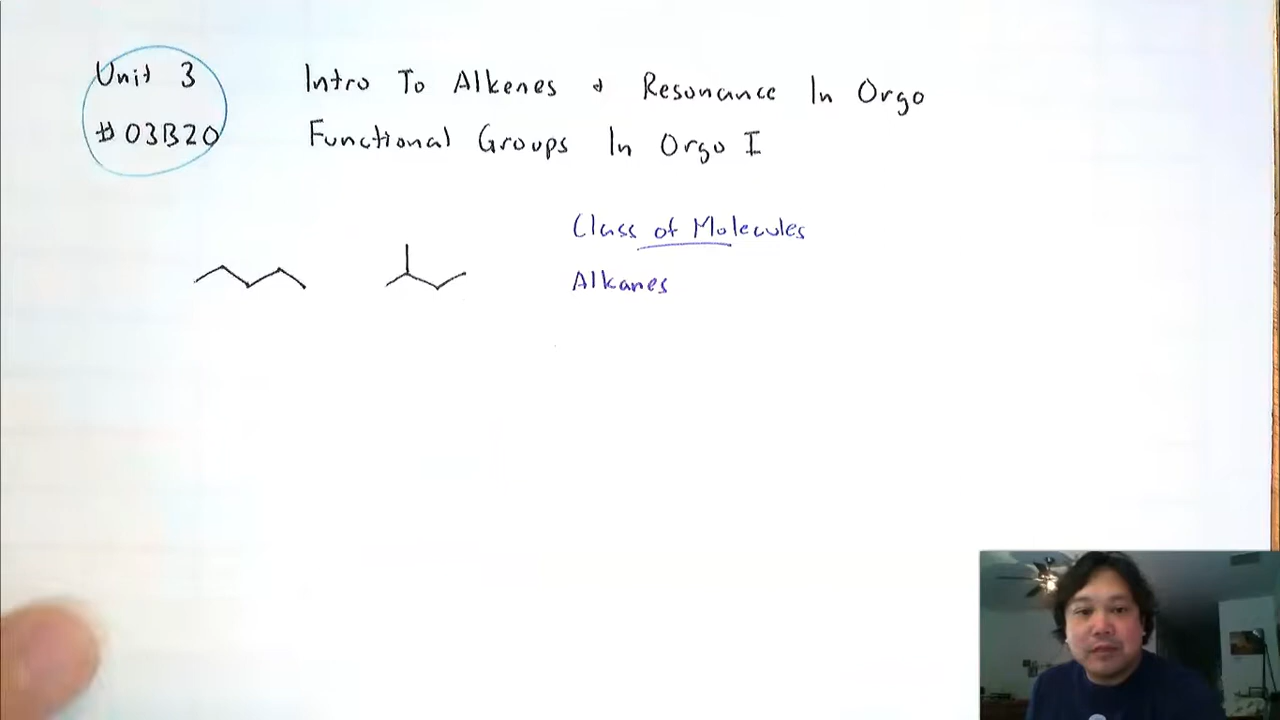 Unit 3
#03B20
Intro To Alkenes & Resonance In Orgo
Functional Groups In Orgo I
Class of Molecules
Alkanes